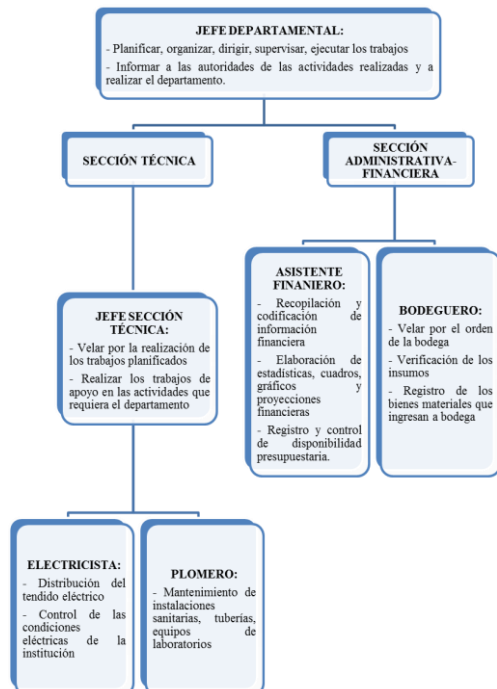 JEFE DEPARTAMENTAL:
- Planificar, organizar, dirigir, supervisar, ejecutar los trabajos
- Informar a las autoridades de las actividades realizadas y a
realizar el departamento.
SECCIÓN TÉCNICA
SECCIÓN
ADMINISTRATIVA-
FINANCIERA
JEFE SECCIÓN
TÉCNICA:
- Velar por la realización de
los trabajos planificados
- Realizar los trabajos de
apoyo en las actividades que
requiera el departamento
ASISTENTE
FINANIERO:
- Recopilación y
codificación de
información
financiera
- Elaboración de
estadísticas, cuadros,
gráficos y
proyecciones
financieras
- Registro y control
de disponibilidad
presupuestaria.
BODEGUERO:
- Velar por el orden
de la bodega
- Verificación de los
insumos
- Registro de los
bienes materiales que
ingresan a bodega
ELECTRICISTA:
- Distribución del
tendido eléctrico
- Control de las
condiciones
eléctricas de la
institución
PLOMERO:
- Mantenimiento de
instalaciones
sanitarias, tuberías,
equipos de
laboratorios